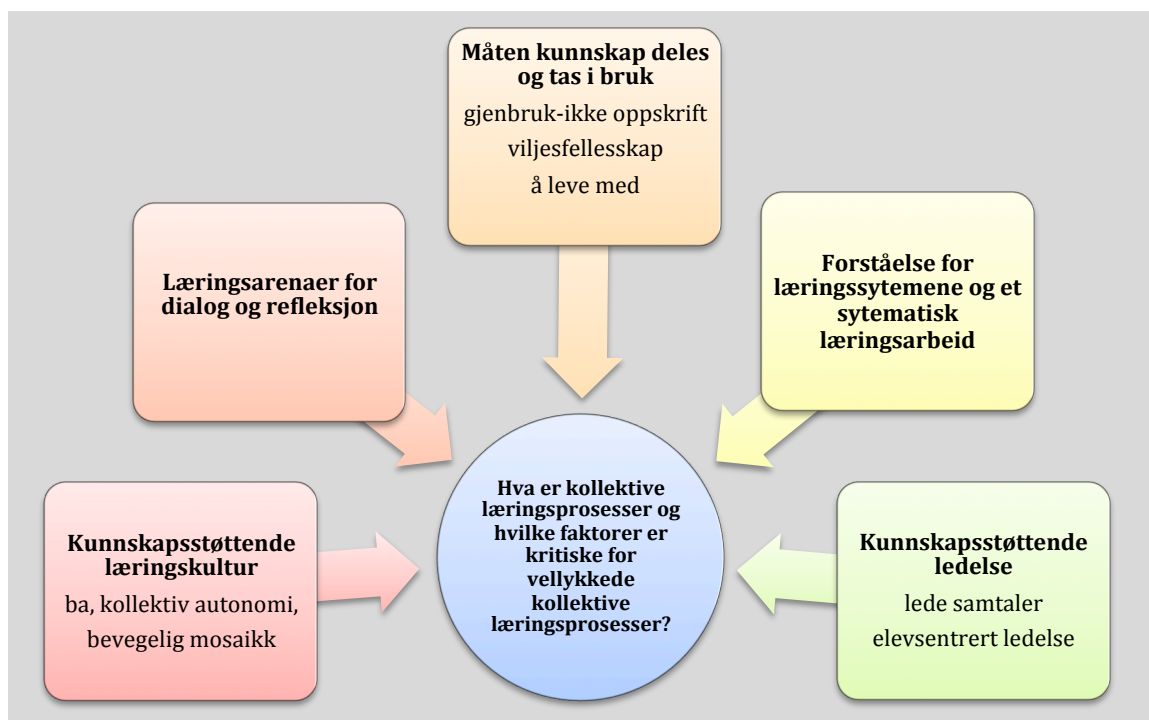 Måten kunnskap deles
og tas i bruk
gjenbruk-ikke oppskrift
viljesfellesskap
å leve med
Læringsarenaer for
dialog og refleksjon
Forståelse for
læringssytemene og et
sytematisk
læringsarbeid
Kunnskapsstøttende
læringskultur
ba, kollektiv autonomi,
bevegelig mosaikk
Hva er kollektive
læringsprosesser og
hvilke faktorer er
kritiske for
vellykkede
kollektive
læringsprosesser?
Kunnskapsstøttende
ledelse
lede samtaler
elevsentrert ledelse